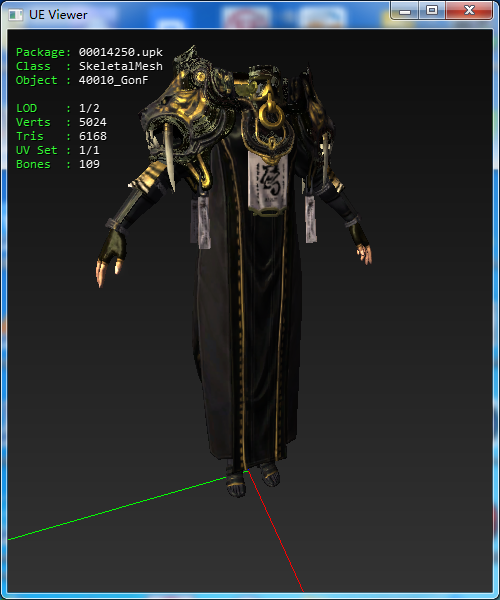 UE Viewer
Package: 00014250.upk
Class : SkeletalMesh
Object : 40010_GonF
LOD : 1/2
Verts : 5024
Tris : 6168
UV Set : 1/1
Bones : 109